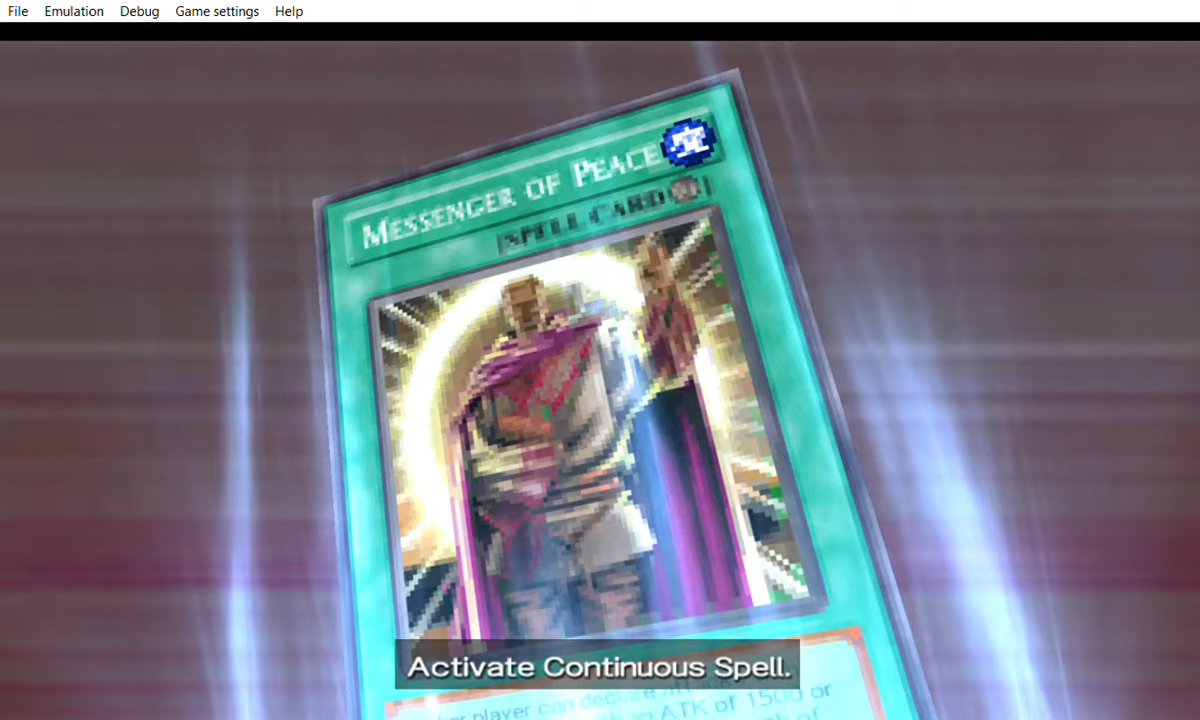 File Emulation Debug Game settings Help
MESSENGER OF PEACE
[SPELL CARD
Activate Continuous Spell.
player can declare
ATK of 1500 or
of